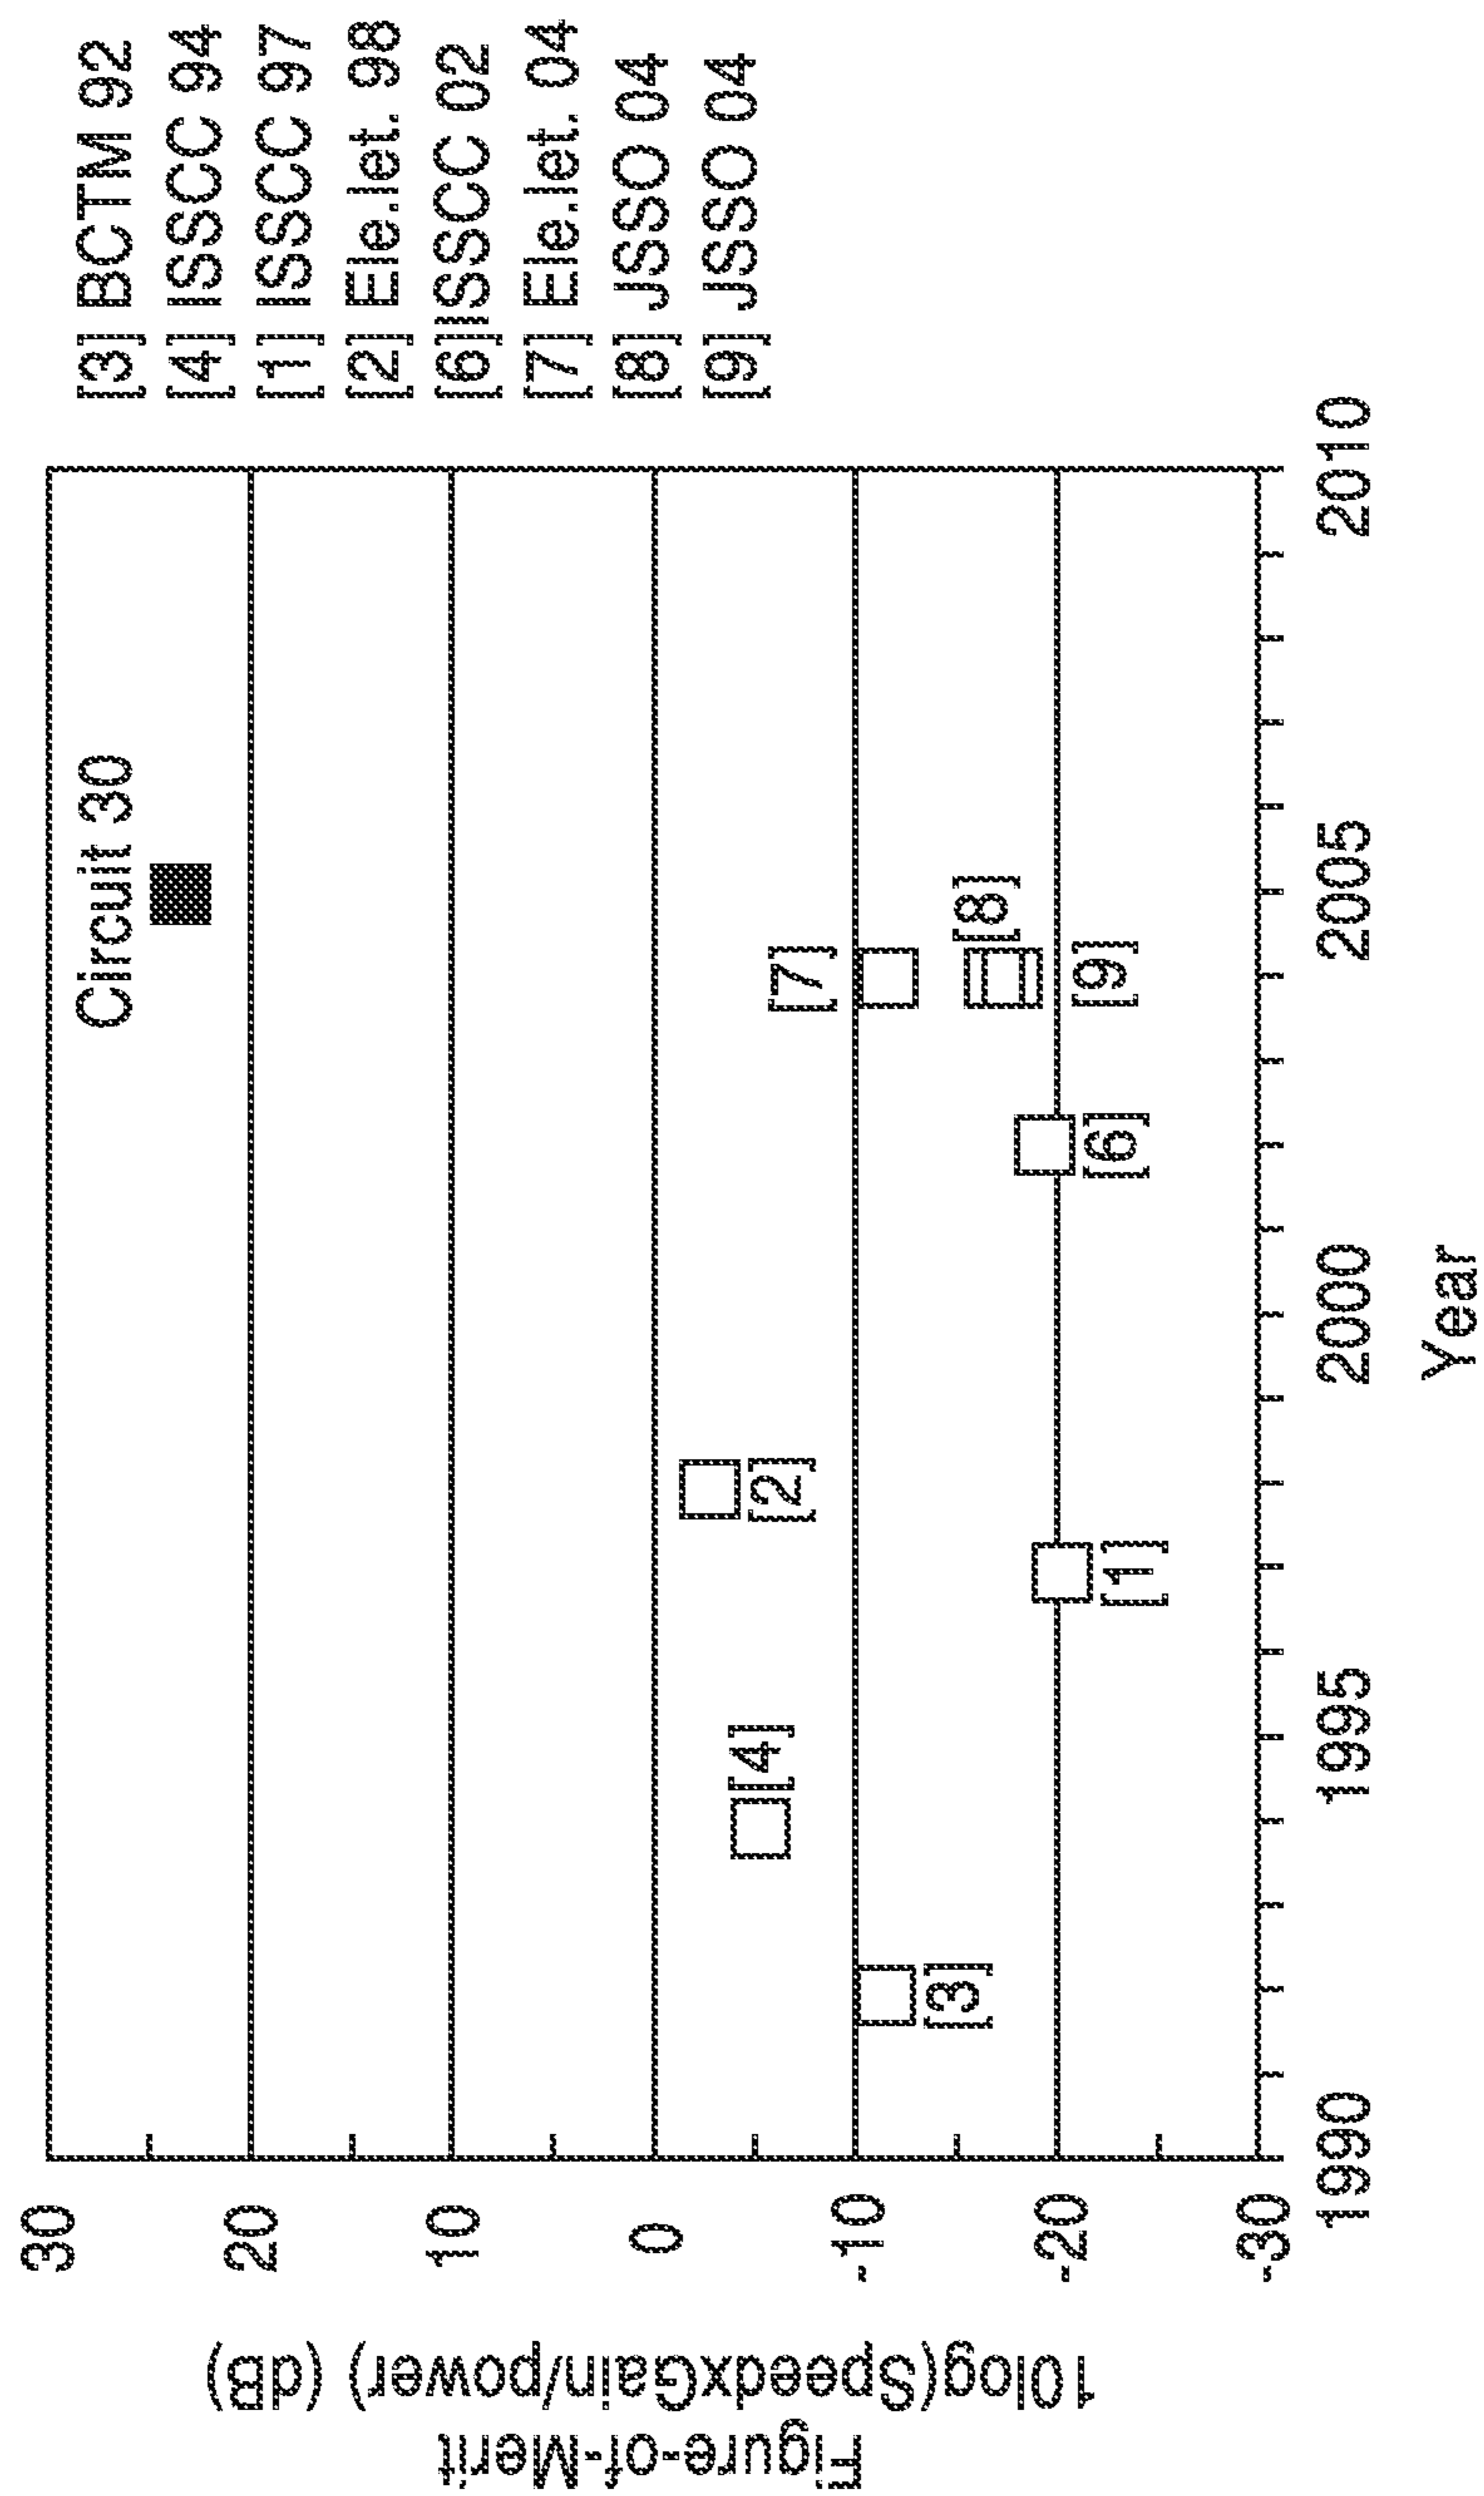 Figure-of-Merit
10log(SpeedxGain/power) (dB)
30
20
10
0
-10
-20
-30
Circuit 30
[7]
[8]
[9]
[6]
[2]
[1]
[4]
[3]
1990
1995
2000
2005
2010
Year
[3] BCTM 92
[4] ISSCC 94
[1] ISSCC 97
[2] Ele.let. 98
[6]IISSCC 02
[7] Ele.let. 04
[8] JSSO 04
[9] JSSO 04